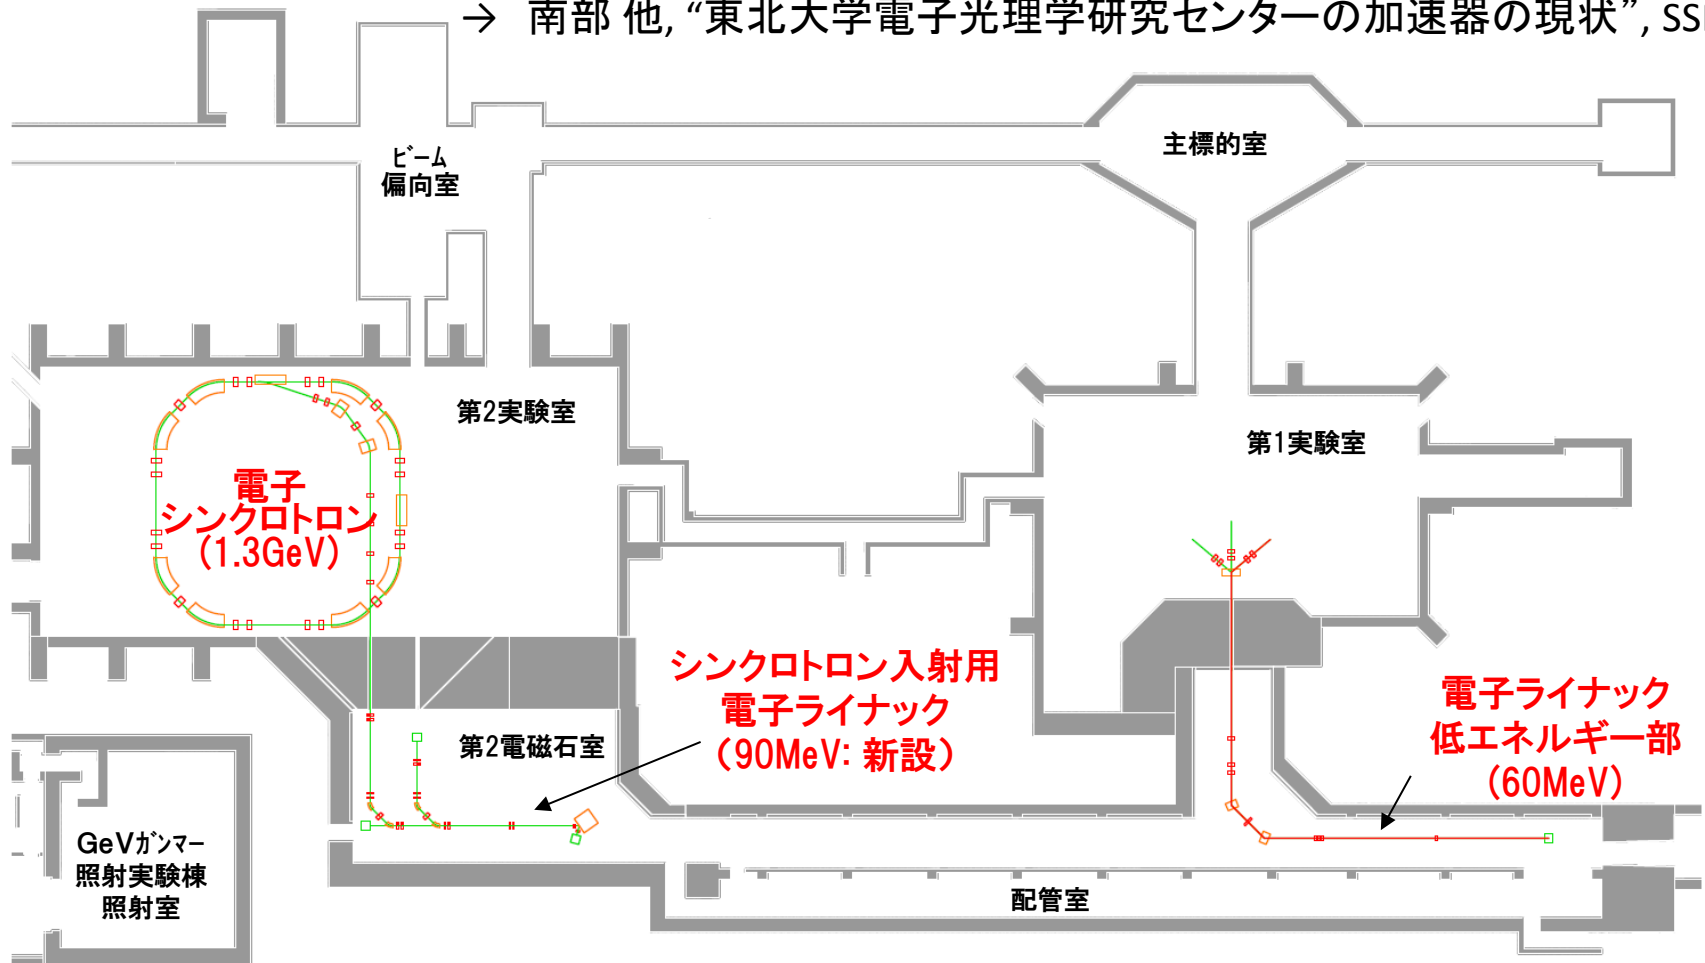 → 南部 他, “東北大学電子光理学研究センターの加速器の現状”, SS
ビーム
偏向室
主標的室
第2実験室
第1実験室
電子
シンクロトロン
(1.3GeV)
シンクロトロン入射用
電子ライナック
(90MeV: 新設)
第2電磁石室
電子ライナック
低エネルギー部
(60MeV)
GeVガンマー
照射実験棟
照射室
配管室